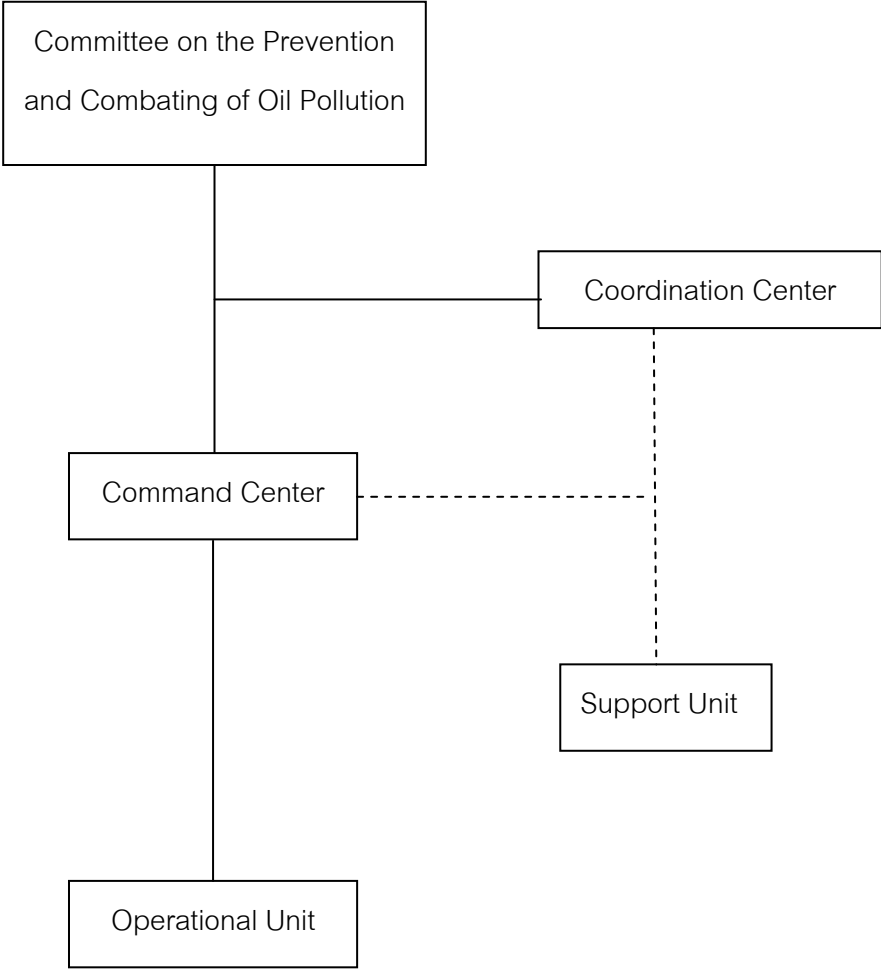 Committee on the Prevention
and Combating of Oil Pollution
Coordination Center
Command Center
Support Unit
Operational Unit